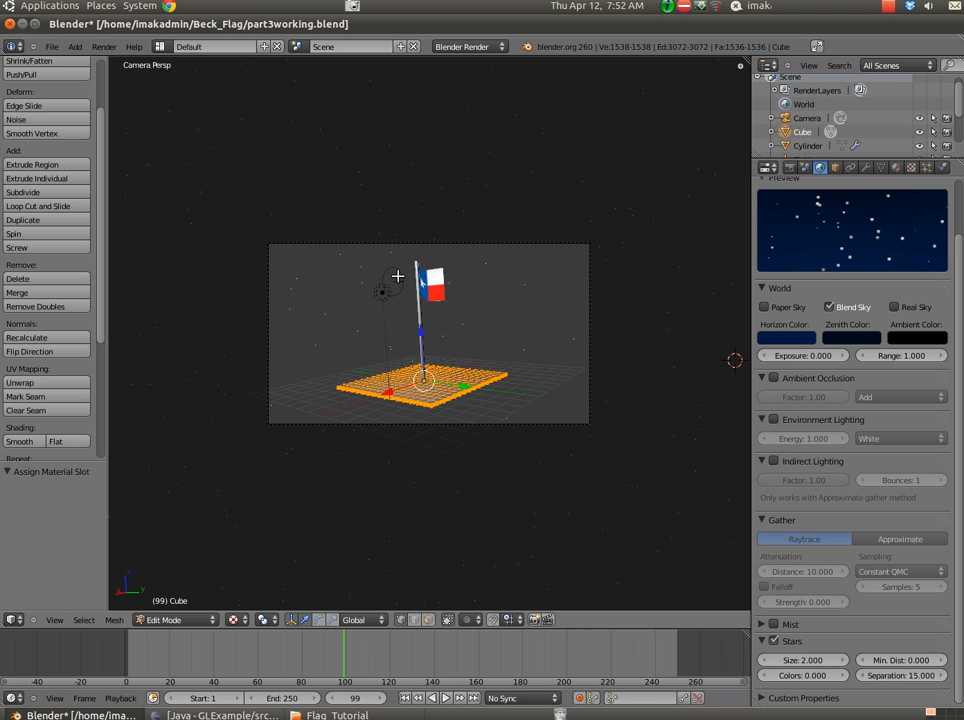 Applications Places System Thu Apr 12, 7:52 AM imak
Blender* [/home/imakadmin/Beck_Flag/part3working.blend]
File Add Render Help Default Scene Blender Render blender.org 260 | Ve:1538-1538 | Ed:3072-3072 | Fa:1536-1536 | Cube
Shrink/Fatten
Push/Pull
Deform:
Edge Slide
Noise
Smooth Vertex
Add:
Extrude Region
Extrude Individual
Subdivide
Loop Cut and Slide
Duplicate
Spin
Screw
Remove:
Delete
Merge
Remove Doubles
Normals:
Recalculate
Flip Direction
UV Mapping:
Unwrap
Mark Seam
Clear Seam
Shading:
Smooth Flat
Repeat:
Assign Material Slot
Camera Persp
(99) Cube
View Select Mesh Edit Mode Global
-40 -20 0 20 40 60 80 100 120 140 160 180 200 220 240 260
View Frame Playback Start: 1 End: 250 99 No Sync
View Search All Scenes
Scene
RenderLayers
World
Camera
Cube
Cylinder
Preview
World
Paper Sky Blend Sky Real Sky
Horizon Color: Zenith Color: Ambient Color:
Exposure: 0.000 Range: 1.000
Ambient Occlusion
Factor: 1.00 Add
Environment Lighting
Energy: 1.000 White
Indirect Lighting
Factor: 1.00 Bounces: 1
Only works with Approximate gather method
Gather
Raytrace Approximate
Attenuation: Sampling:
Distance: 10.000 Constant QMC
Falloff Samples: 5
Strength: 0.000
Mist
Stars
Size: 2.000 Min. Dist: 0.000
Colors: 0.000 Separation: 15.000
Custom Properties
Blender* [/home/ima... [Java - GLExample/src... Flag_Tutorial